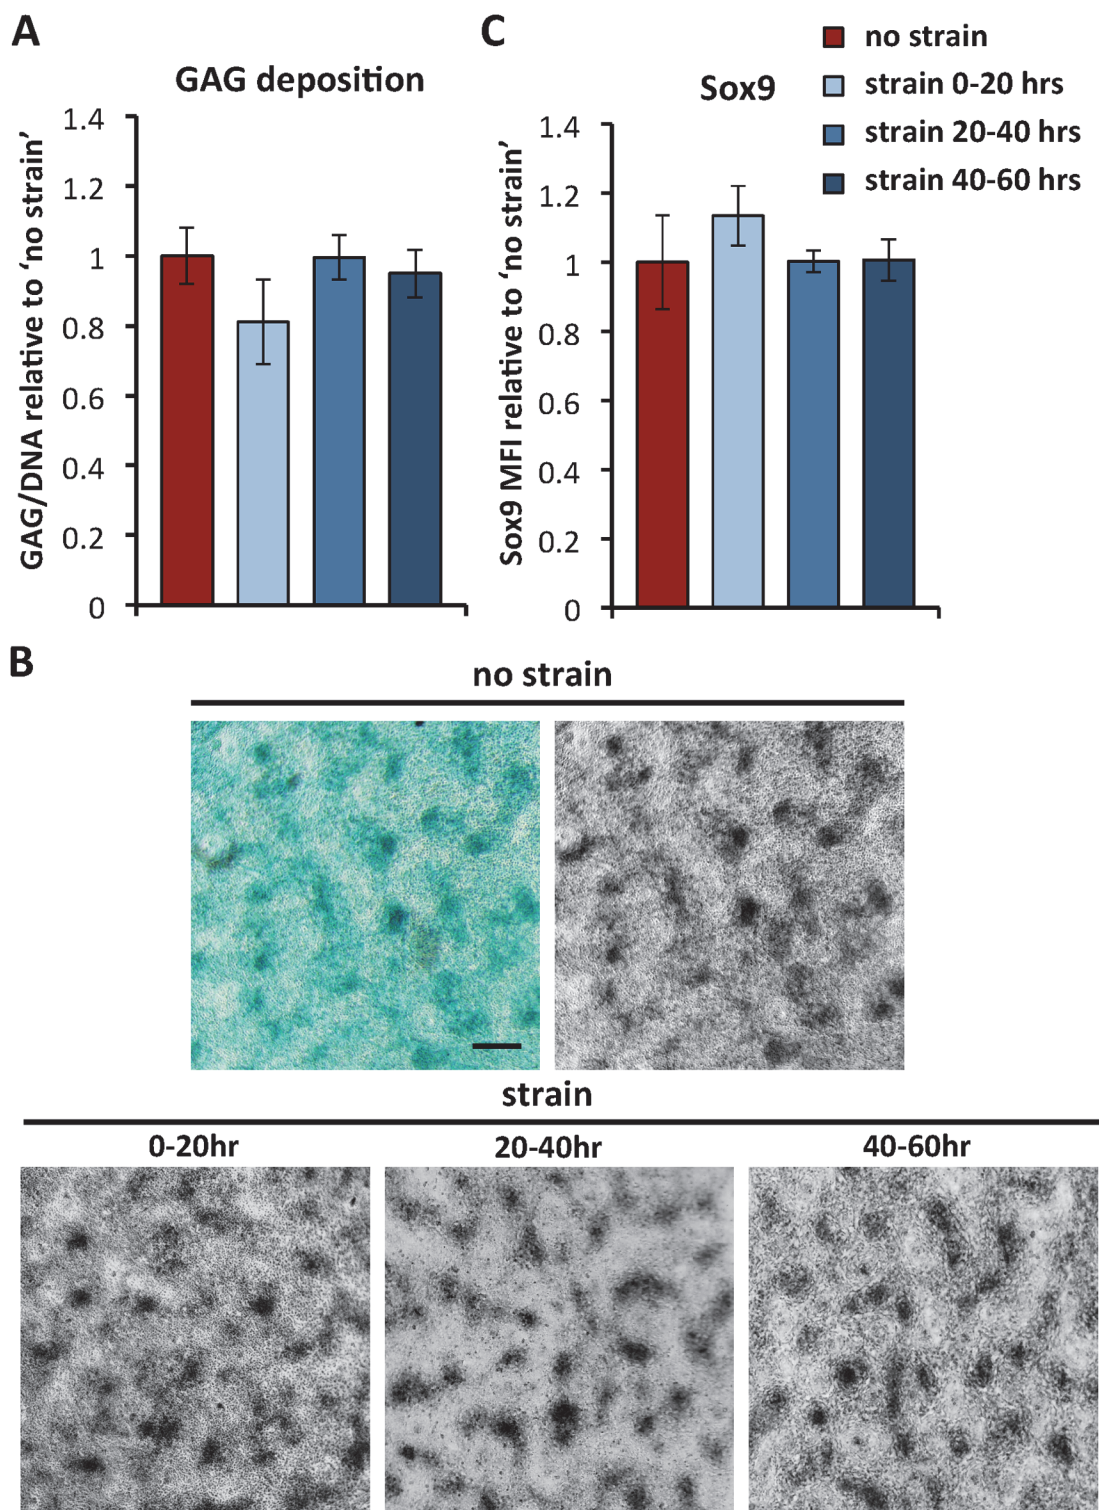 A
GAG deposition
GAG/DNA relative to ‘no strain’
1.4
1.2
1
0.8
0.6
0.4
0.2
0
C
Sox9
no strain
strain 0-20 hrs
strain 20-40 hrs
strain 40-60 hrs
Sox9 MFI relative to ‘no strain’
1.4
1.2
1
0.8
0.6
0.4
0.2
0
B
no strain
strain
0-20hr
20-40hr
40-60hr